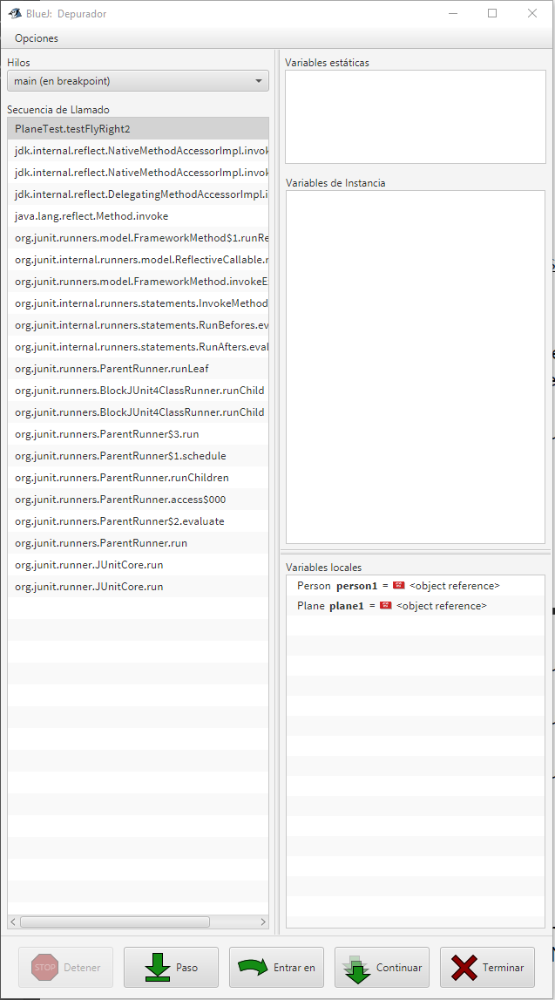 BlueJ: Depurador
Opciones
Hilos
main (en breakpoint)
Secuencia de Llamado
PlaneTest.testFlyRight2
jdk.internal.reflect.NativeMethodAccessorImpl.invok
jdk.internal.reflect.NativeMethodAccessorImpl.invok
jdk.internal.reflect.DelegatingMethodAccessorImpl.i
java.lang.reflect.Method.invoke
org.junit.runners.model.FrameworkMethod$1.runRe
org.junit.internal.runners.model.ReflectiveCallable.r
org.junit.runners.model.FrameworkMethod.invokeE
org.junit.internal.runners.statements.InvokeMethod
org.junit.internal.runners.statements.RunBefores.ev
org.junit.internal.runners.statements.RunAfters.eval
org.junit.runners.ParentRunner.runLeaf
org.junit.runners.BlockJUnit4ClassRunner.runChild
org.junit.runners.BlockJUnit4ClassRunner.runChild
org.junit.runners.ParentRunner$3.run
org.junit.runners.ParentRunner$1.schedule
org.junit.runners.ParentRunner.runChildren
org.junit.runners.ParentRunner.access$000
org.junit.runners.ParentRunner$2.evaluate
org.junit.runners.ParentRunner.run
org.junit.runner.JUnitCore.run
org.junit.runner.JUnitCore.run
Variables estáticas
Variables de Instancia
Variables locales
Person person1 = <object reference>
Plane plane1 = <object reference>
STOP Detener
Paso
Entrar en
Continuar
Terminar